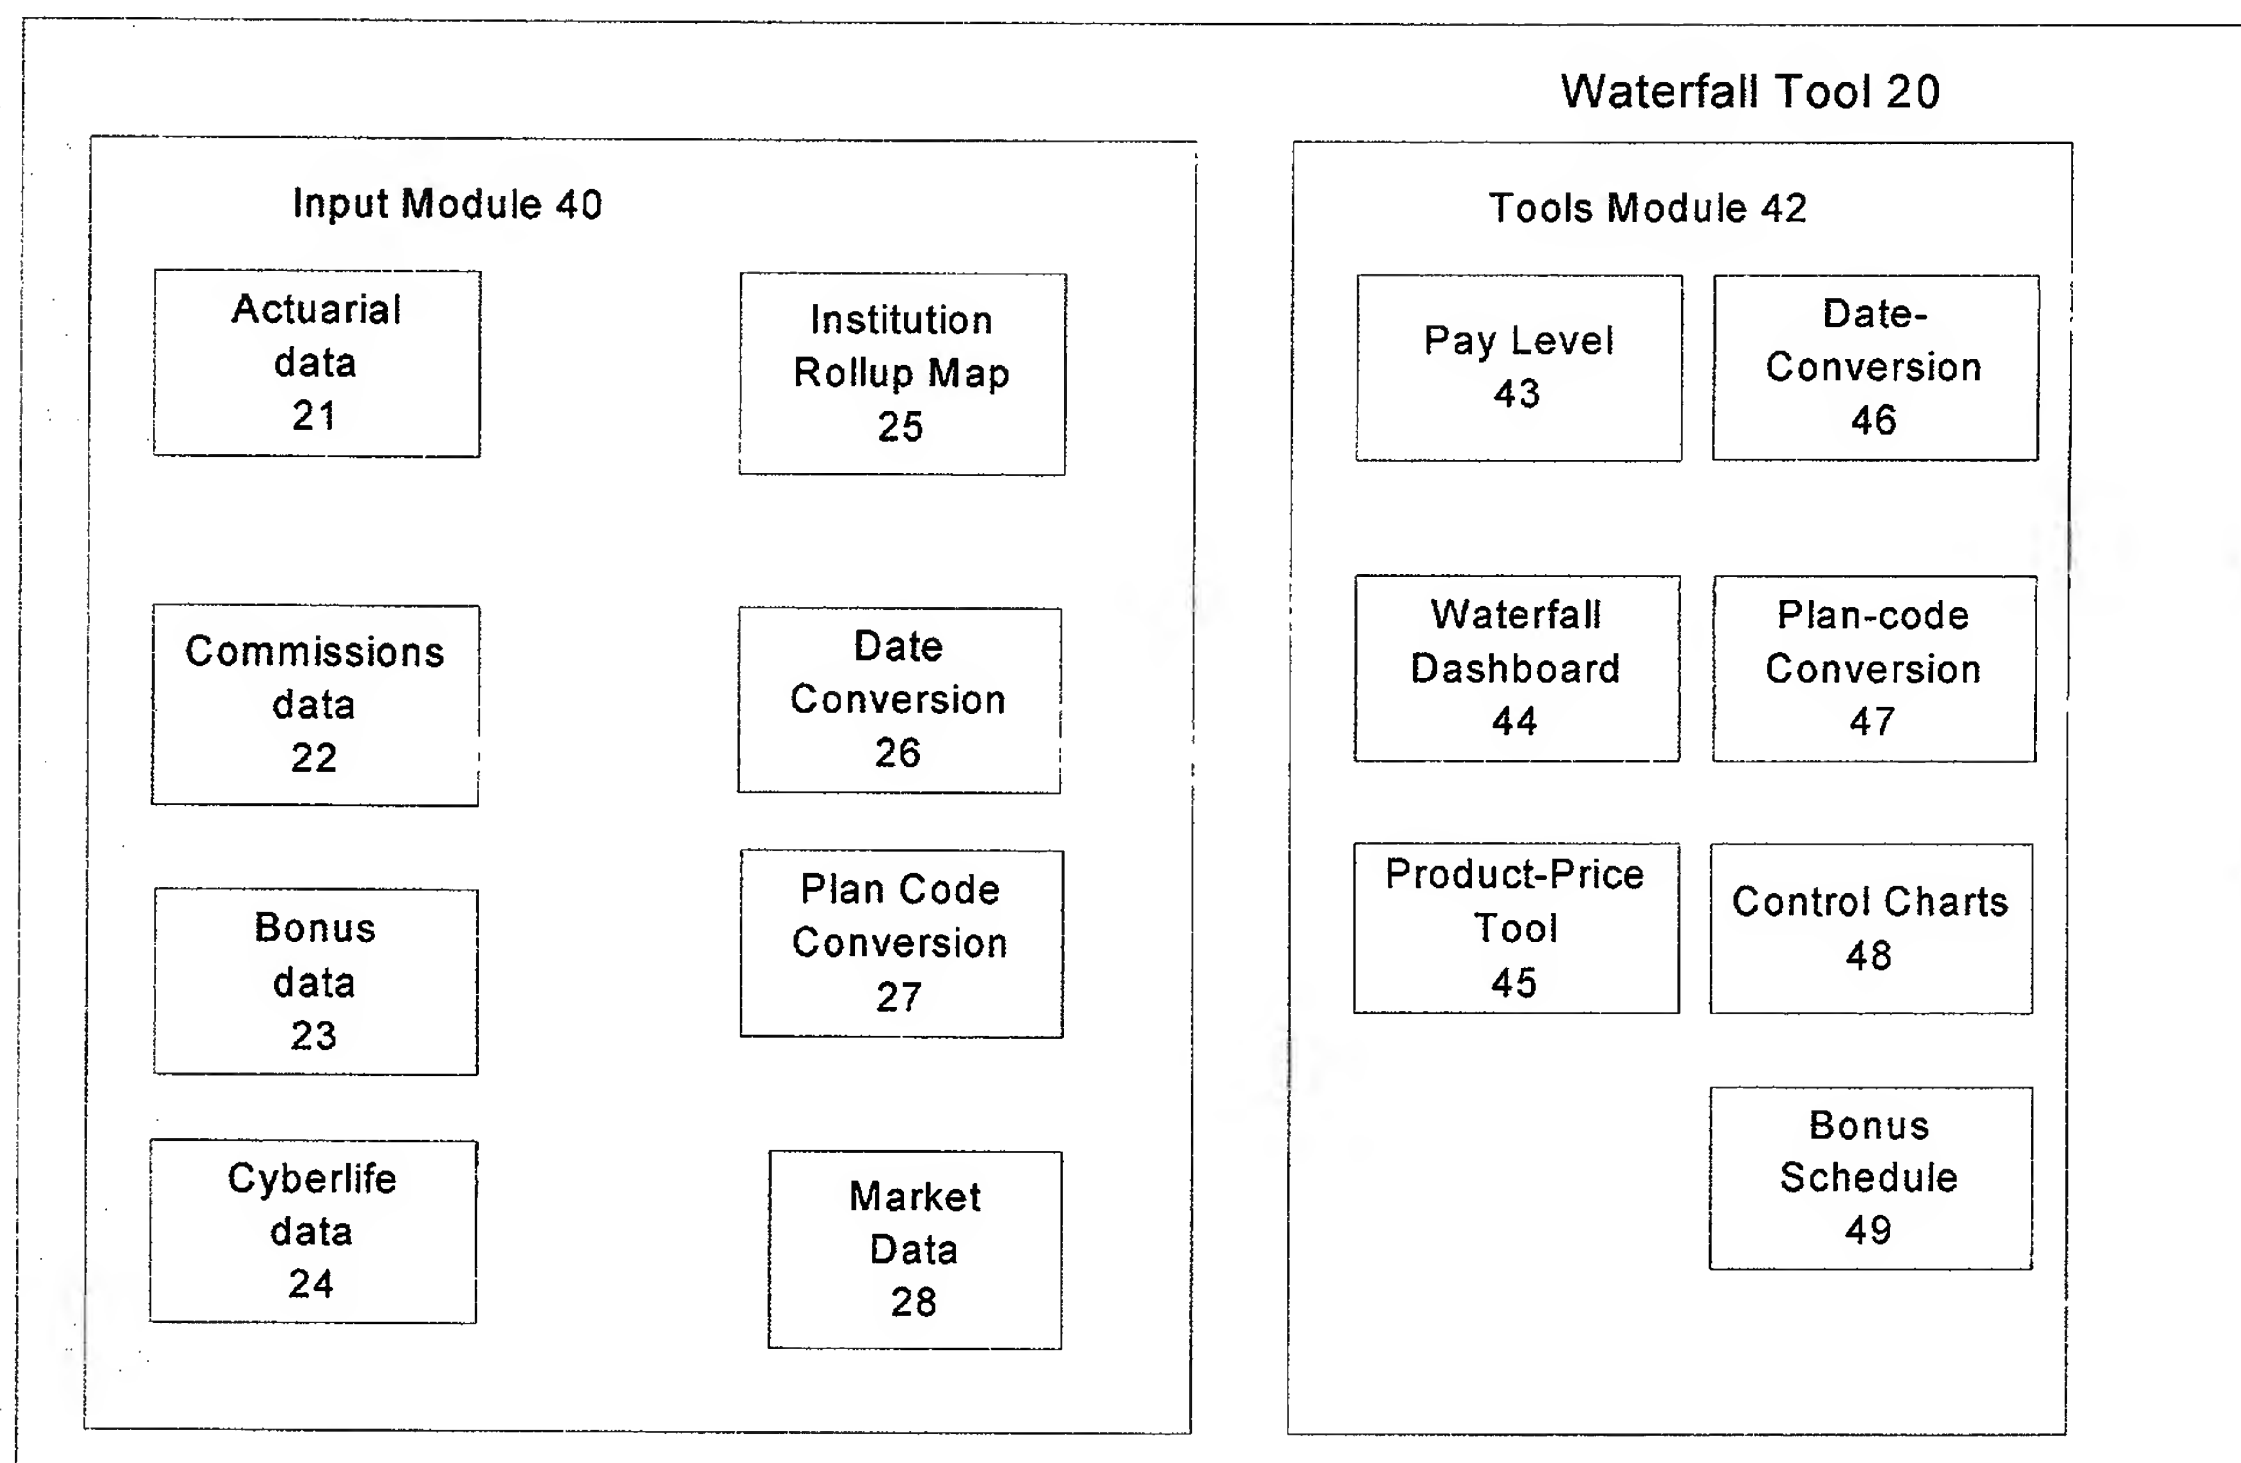 Waterfall Tool 20
Input Module 40
Actuarial
data
21
Institution
Rollup Map
25
Commissions
data
22
Date
Conversion
26
Bonus
data
23
Plan Code
Conversion
27
Cyberlife
data
24
Market
Data
28
Tools Module 42
Pay Level
43
Date-
Conversion
46
Waterfall
Dashboard
44
Plan-code
Conversion
47
Product-Price
Tool
45
Control Charts
48
Bonus
Schedule
49